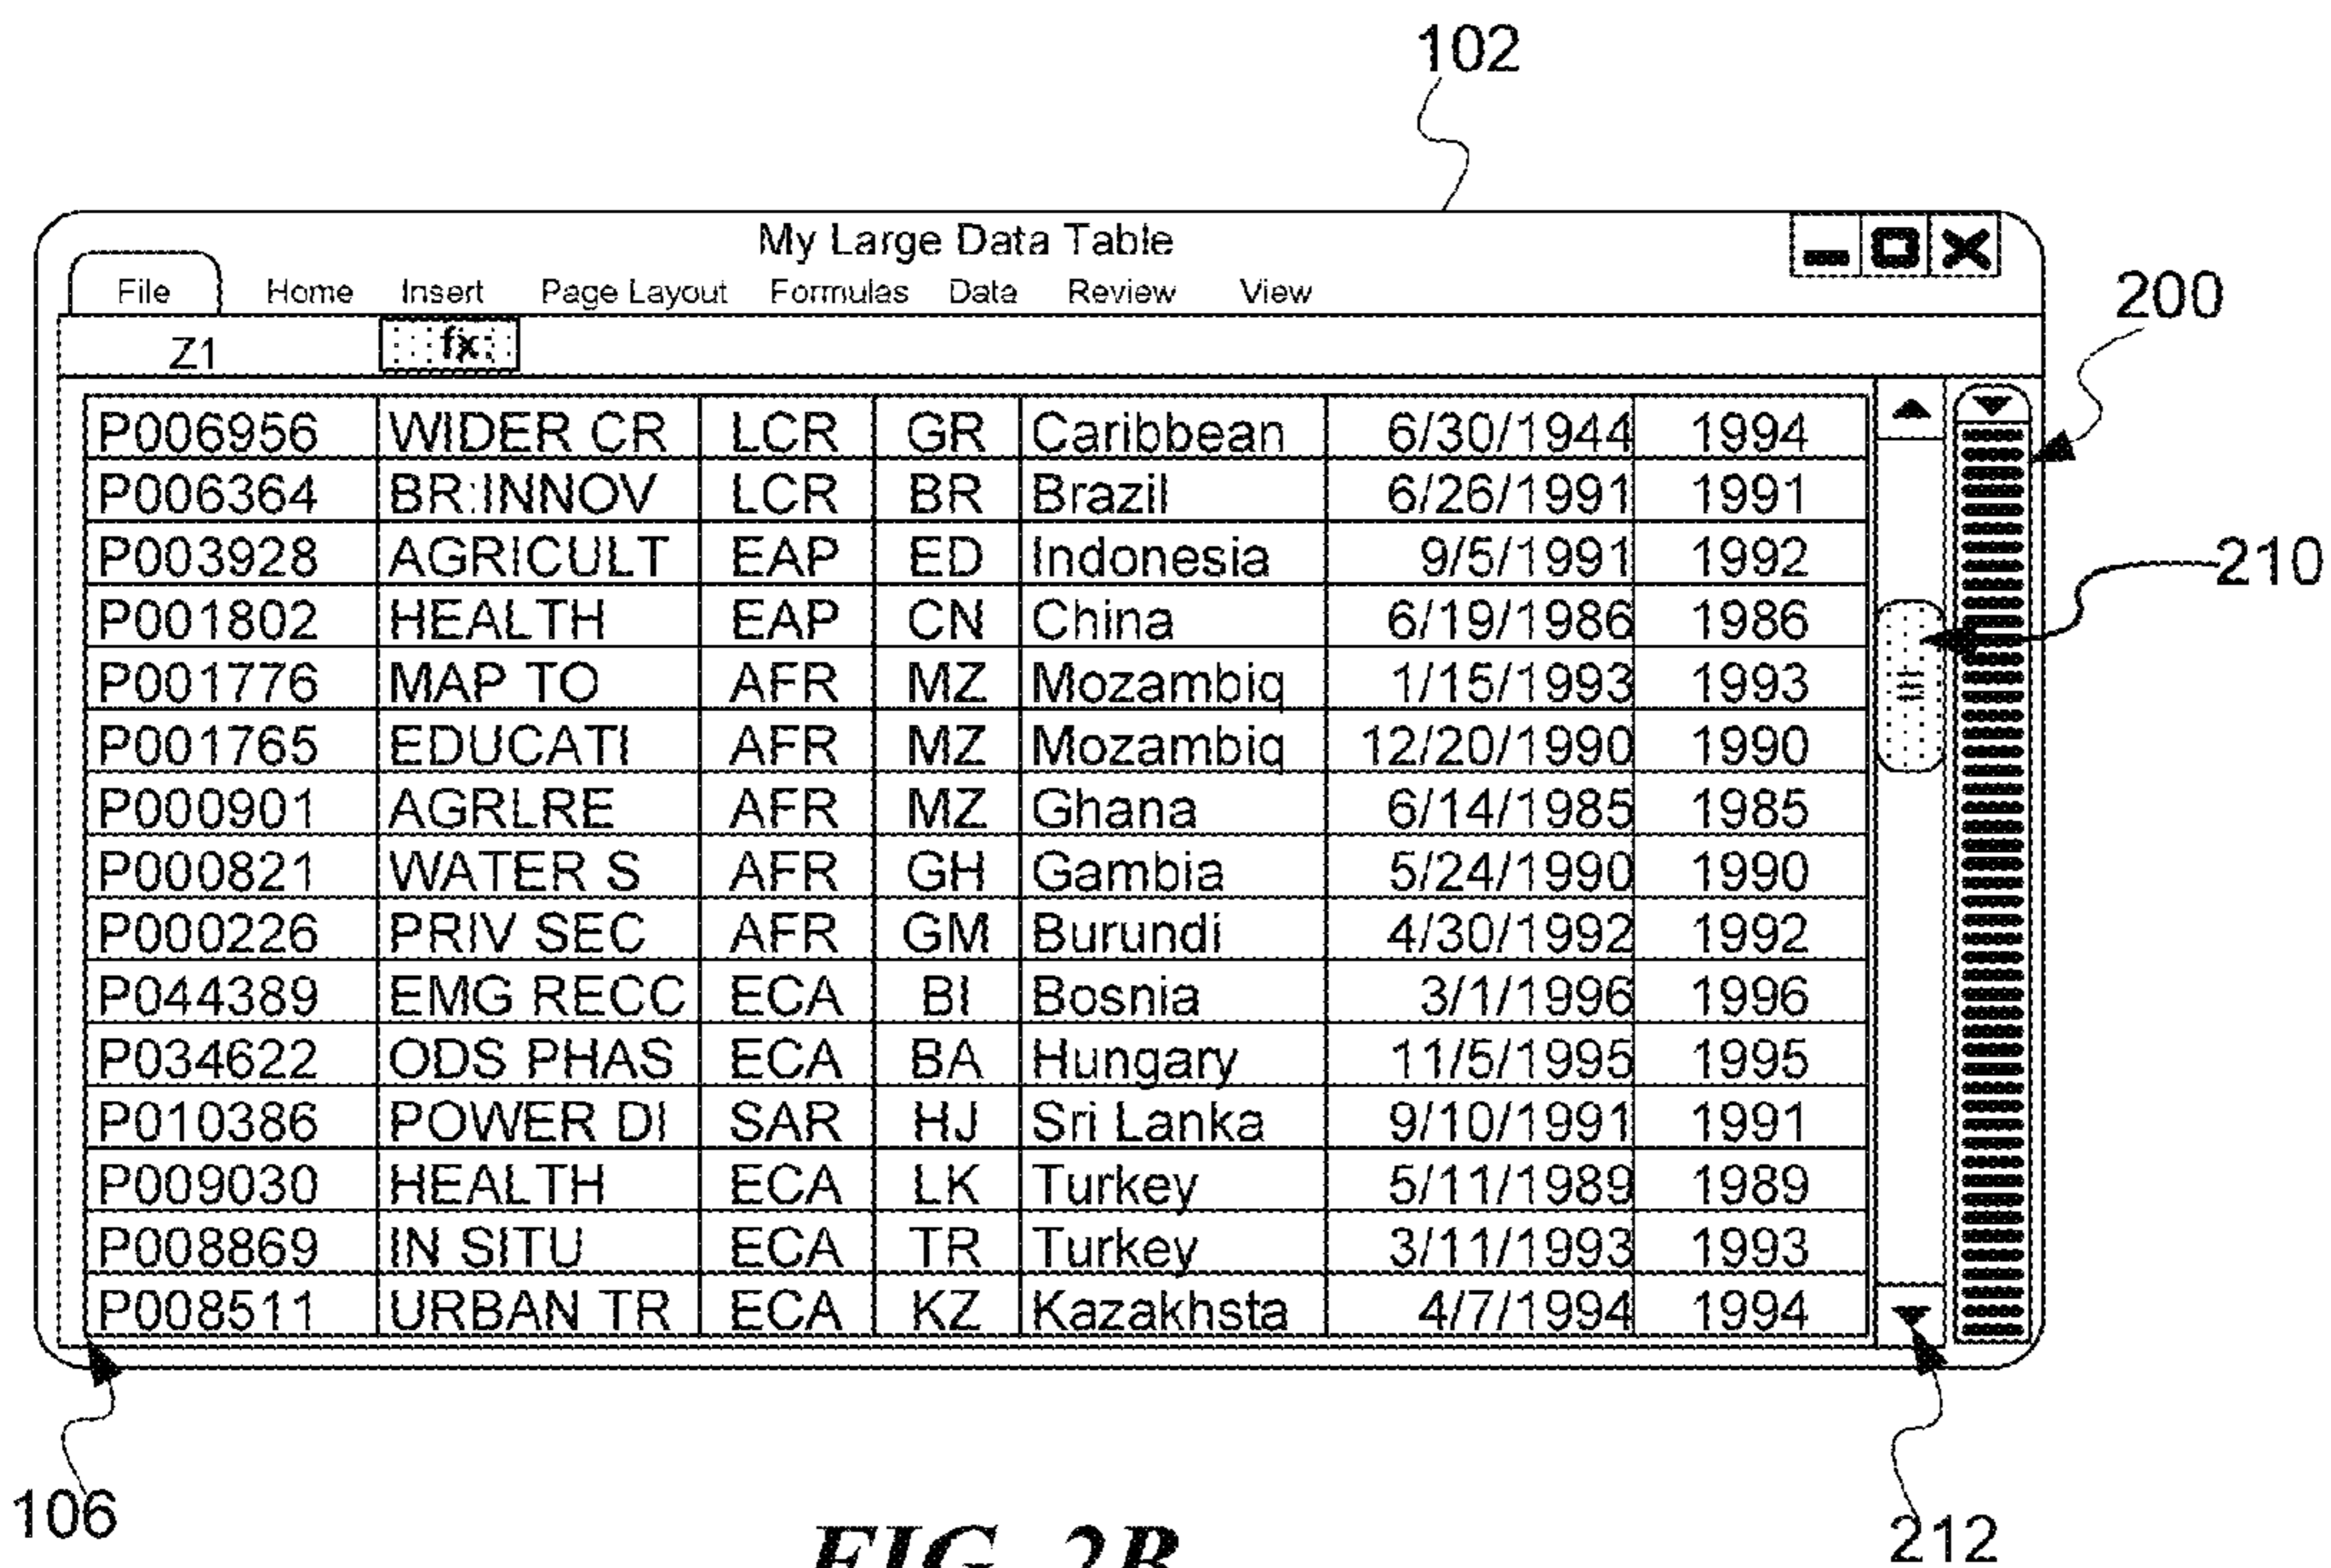 102
My Large Data Table
File Home Insert Page Layout Formulas Data Review View
200
Z1 fx
P006956 WIDER CR LCR GR Caribbean 6/30/1944 1994
P006364 BR:INNOV LCR BR Brazil 6/26/1991 1991
P003928 AGRICULT EAP ED Indonesia 9/5/1991 1992
210
P001802 HEALTH EAP CN China 6/19/1986 1986
P001776 MAP TO AFR MZ Mozambiq 1/15/1993 1993
P001765 EDUCATI AFR MZ Mozambiq 12/20/1990 1990
P000901 AGRLRE AFR MZ Ghana 6/14/1985 1985
P000821 WATER S AFR GH Gambia 5/24/1990 1990
P000226 PRIV SEC AFR GM Burundi 4/30/1992 1992
P044389 EMG RECC ECA BI Bosnia 3/1/1996 1996
P034622 ODS PHAS ECA BA Hungary 11/5/1995 1995
P010386 POWER DI SAR HJ Sri Lanka 9/10/1991 1991
P009030 HEALTH ECA LK Turkey 5/11/1989 1989
P008869 IN SITU ECA TR Turkey 3/11/1993 1993
P008511 URBAN TR ECA KZ Kazakhsta 4/7/1994 1994
106
212
FIG. 2B